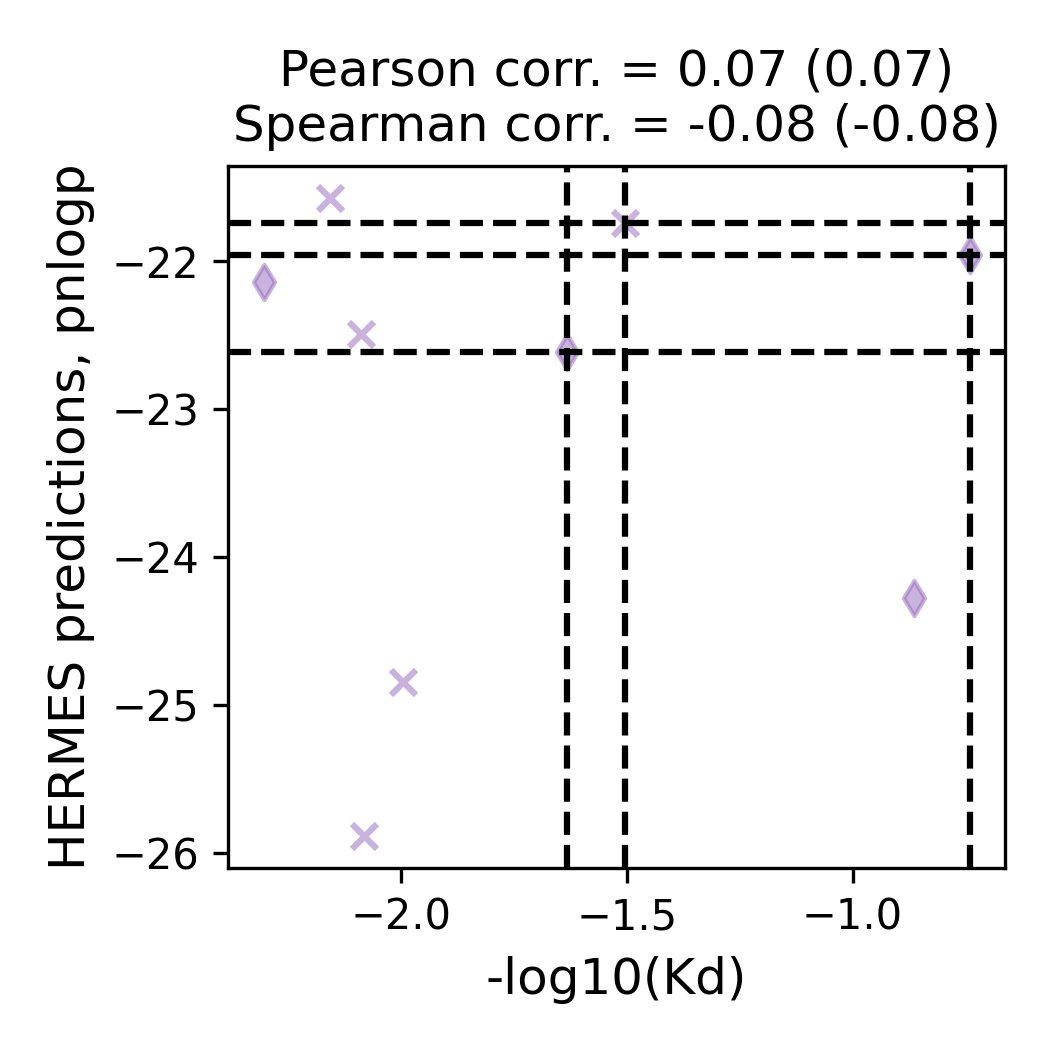 Pearson corr. = 0.07 (0.07)
Spearman corr. = -0.08 (-0.08)
HERMES predictions, pnlogp
−22
−23
−24
−25
−26
−2.0
−1.5
−1.0
-log10(Kd)